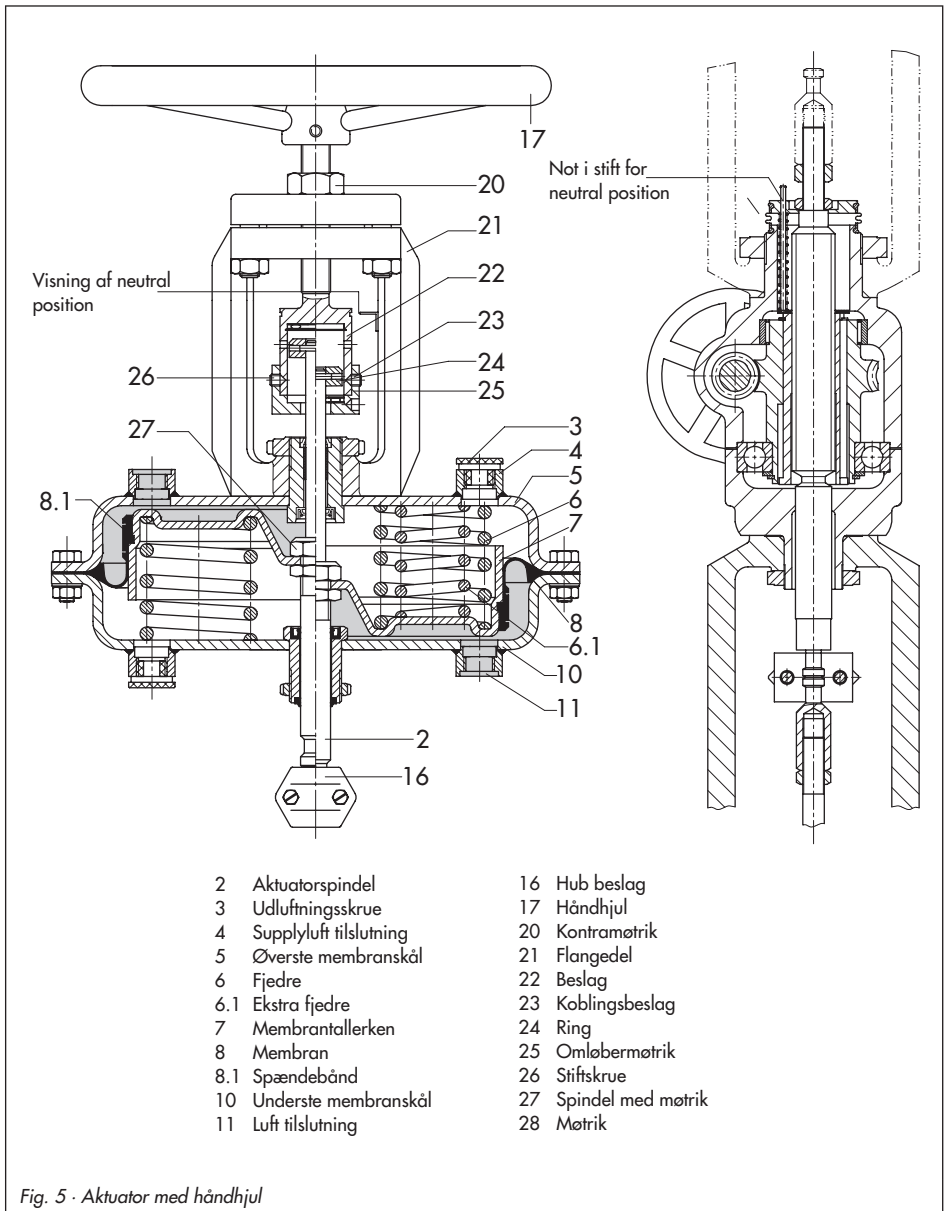 17
20
21
Visning af neutral
position
22
23
24
25
26
27
3
4
5
6
7
8.1
8
6.1
10
11
2
16
Not i stift for
neutral position
2 Aktuatorspindel
3 Udluftningsskrue
4 Supplyluft tilslutning
5 Øverste membranskål
6 Fjedre
6.1 Ekstra fjedre
7 Membrantallerken
8 Membran
8.1 Spændebånd
10 Underste membranskål
11 Luft tilslutning
16 Hub beslag
17 Håndhjul
20 Kontramøtrik
21 Flangedel
22 Beslag
23 Koblingsbeslag
24 Ring
25 Omløbermøtrik
26 Stiftskrue
27 Spindel med møtrik
28 Møtrik
Fig. 5 · Aktuator med håndhjul